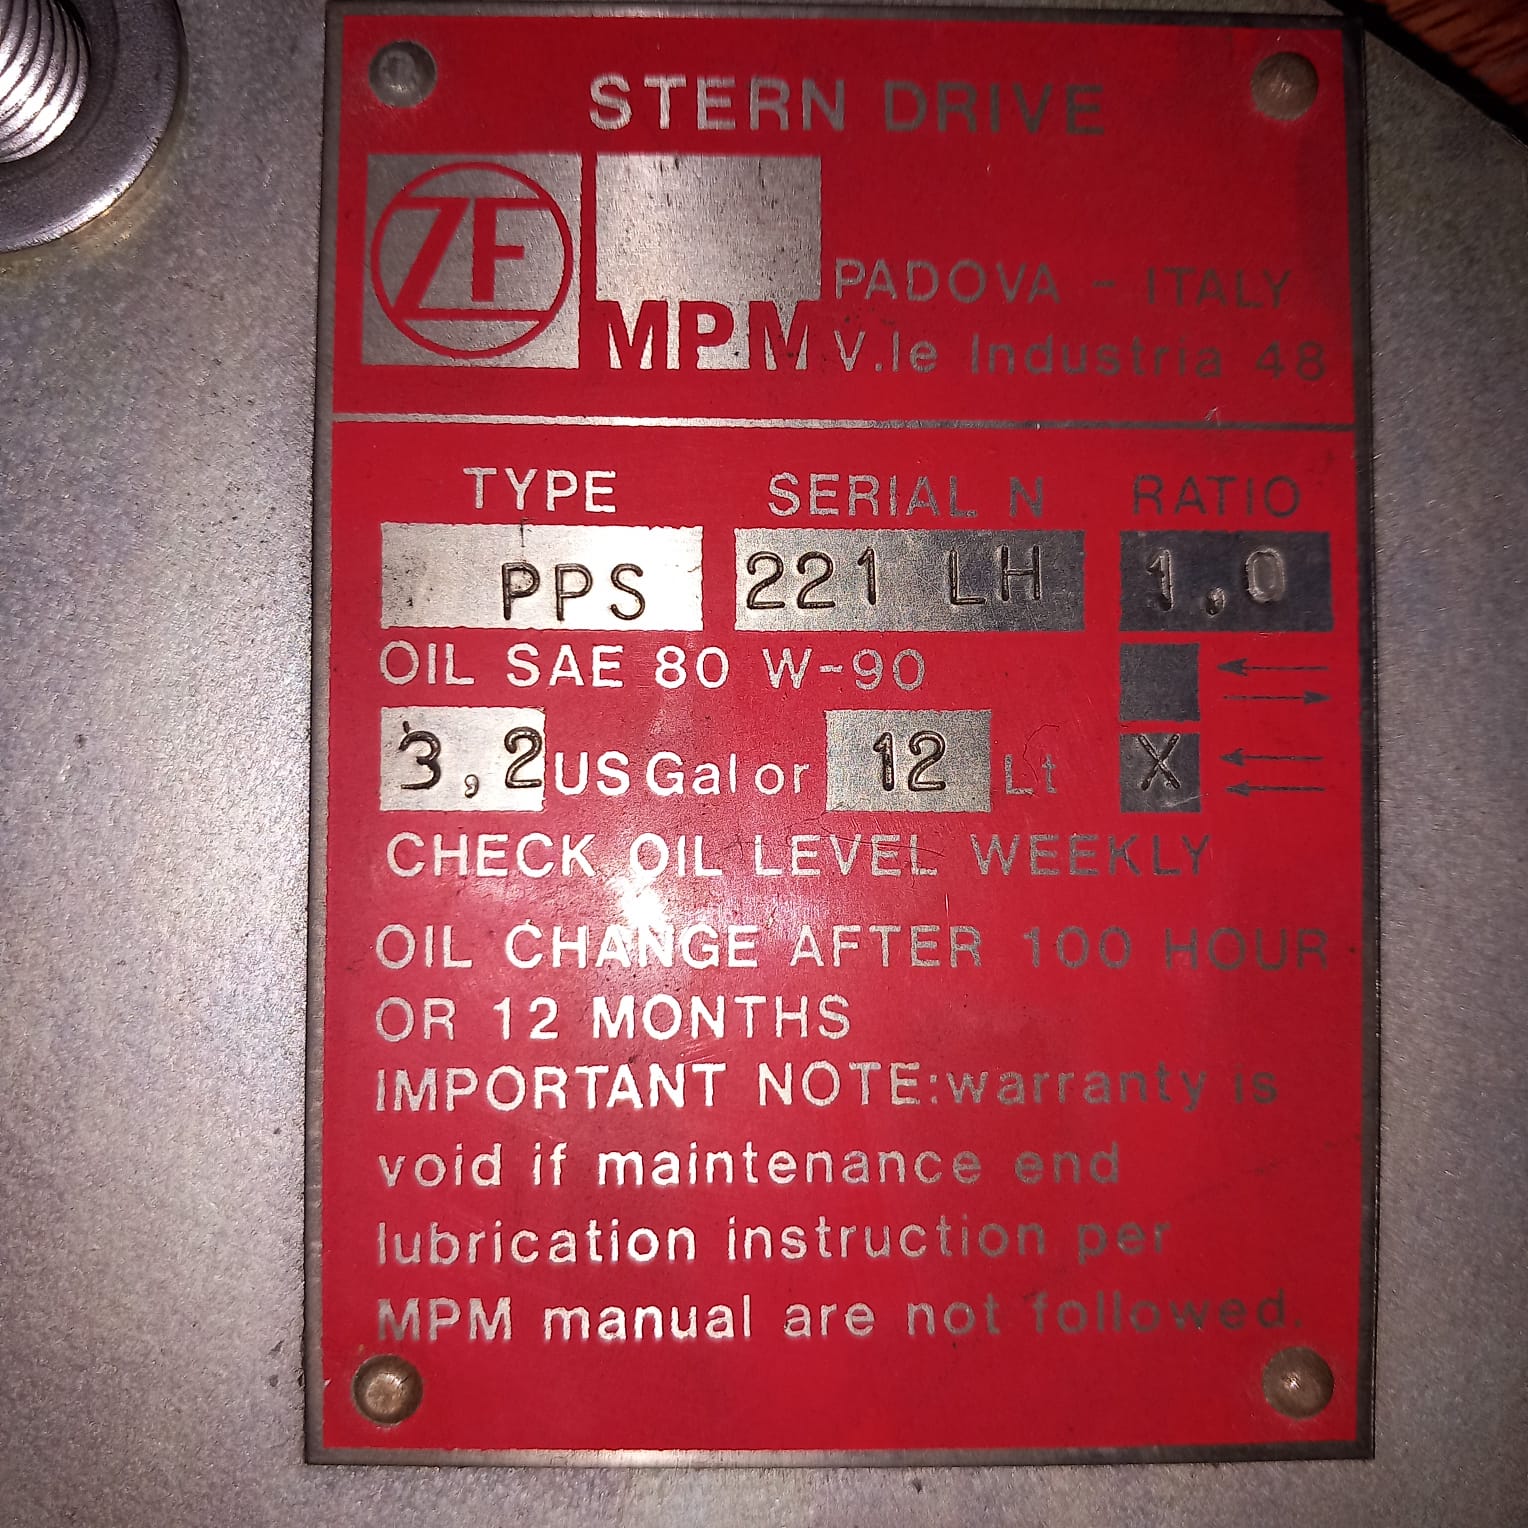 STERN DRIVE
ZF
MPM
PADOVA - ITALY
V.le Industria 48
TYPE SERIAL N RATIO
PPS 221 LH 1,0
OIL SAE 80 W-90
3,2 US Gal or 12 Lt X
CHECK OIL LEVEL WEEKLY
OIL CHANGE AFTER 100 HOUR
OR 12 MONTHS
IMPORTANT NOTE:warranty is
void if maintenance end
lubrication instruction per
MPM manual are not followed.